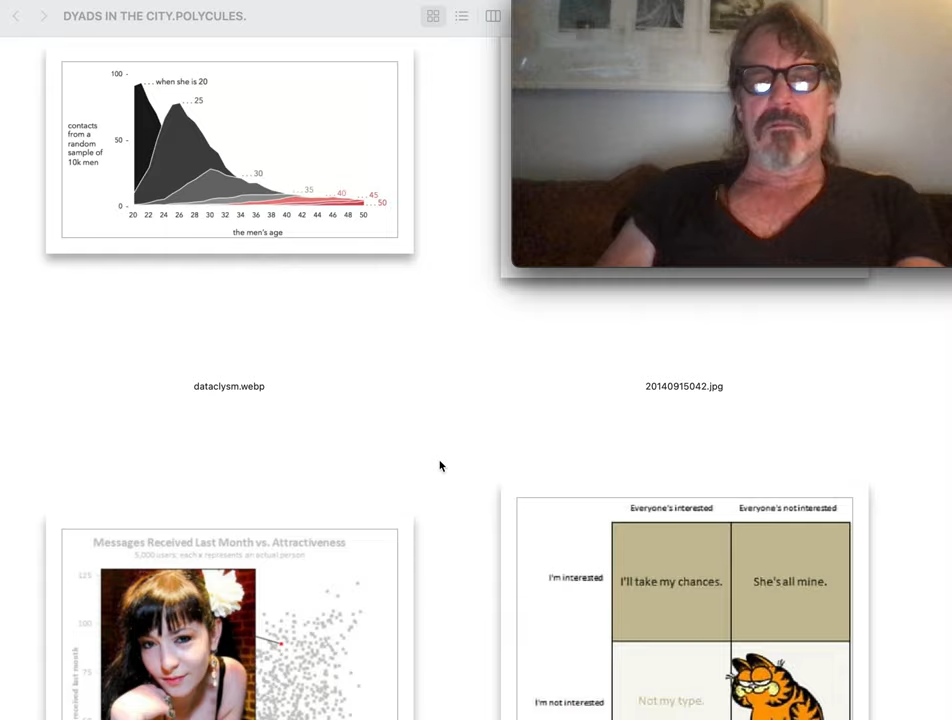 DYADS IN THE CITY.POLYCULES.
100 -
. . . . when she is 20
. . . 25
contacts
from a
random
sample of
10k men
50 -
. . . 30
. . . 35
. . . 40
. . . 45
. . . 50
0 -
20 22 24 26 28 30 32 34 36 38 40 42 44 46 48 50
the men's age
dataclysm.webp
20140915042.jpg
Messages Received Last Month vs. Attractiveness
5,000 users; each x represents an actual person
125
100
75
received last month
Everyone's interested
Everyone's not interested
I'm interested
I'll take my chances.
She's all mine.
I'm not interested
Not my type.